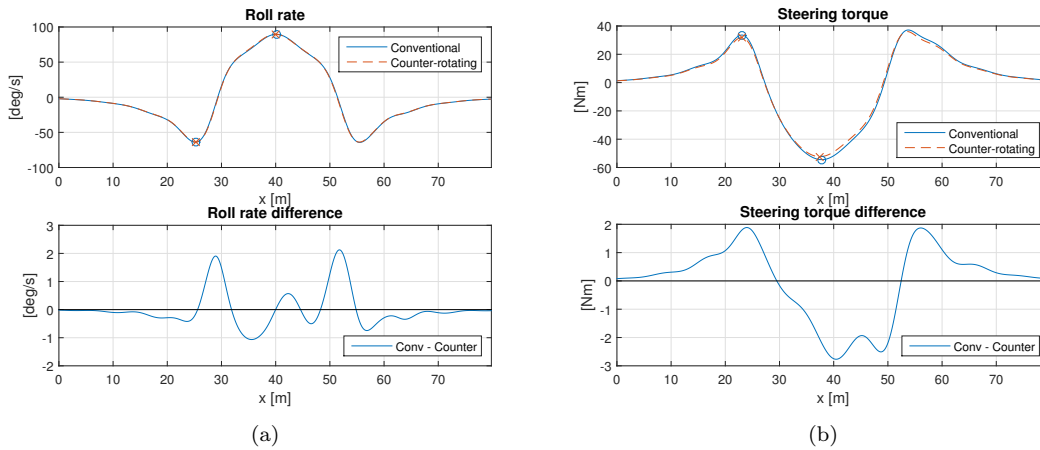 Roll rate
100
50
0
-50
-100
[deg/s]
Conventional
Counter-rotating
0 10 20 30 40 50 60 70
x [m]
Roll rate difference
3
2
1
0
-1
-2
[deg/s]
Conv - Counter
0 10 20 30 40 50 60 70
x [m]
(a)
Steering torque
40
20
0
-20
-40
-60
[Nm]
Conventional
Counter-rotating
0 10 20 30 40 50 60 70
x [m]
Steering torque difference
2
1
0
-1
-2
-3
[Nm]
Conv - Counter
0 10 20 30 40 50 60 70
x [m]
(b)